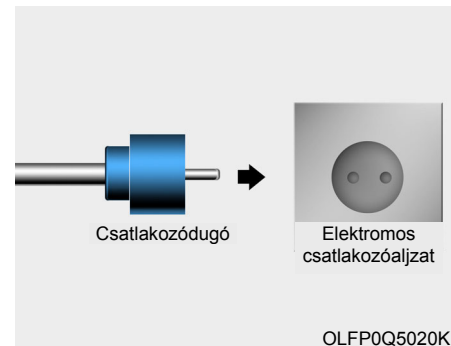 Csatlakozódugó
Elektromos
csatlakozóaljzat
OLFP0Q5020K